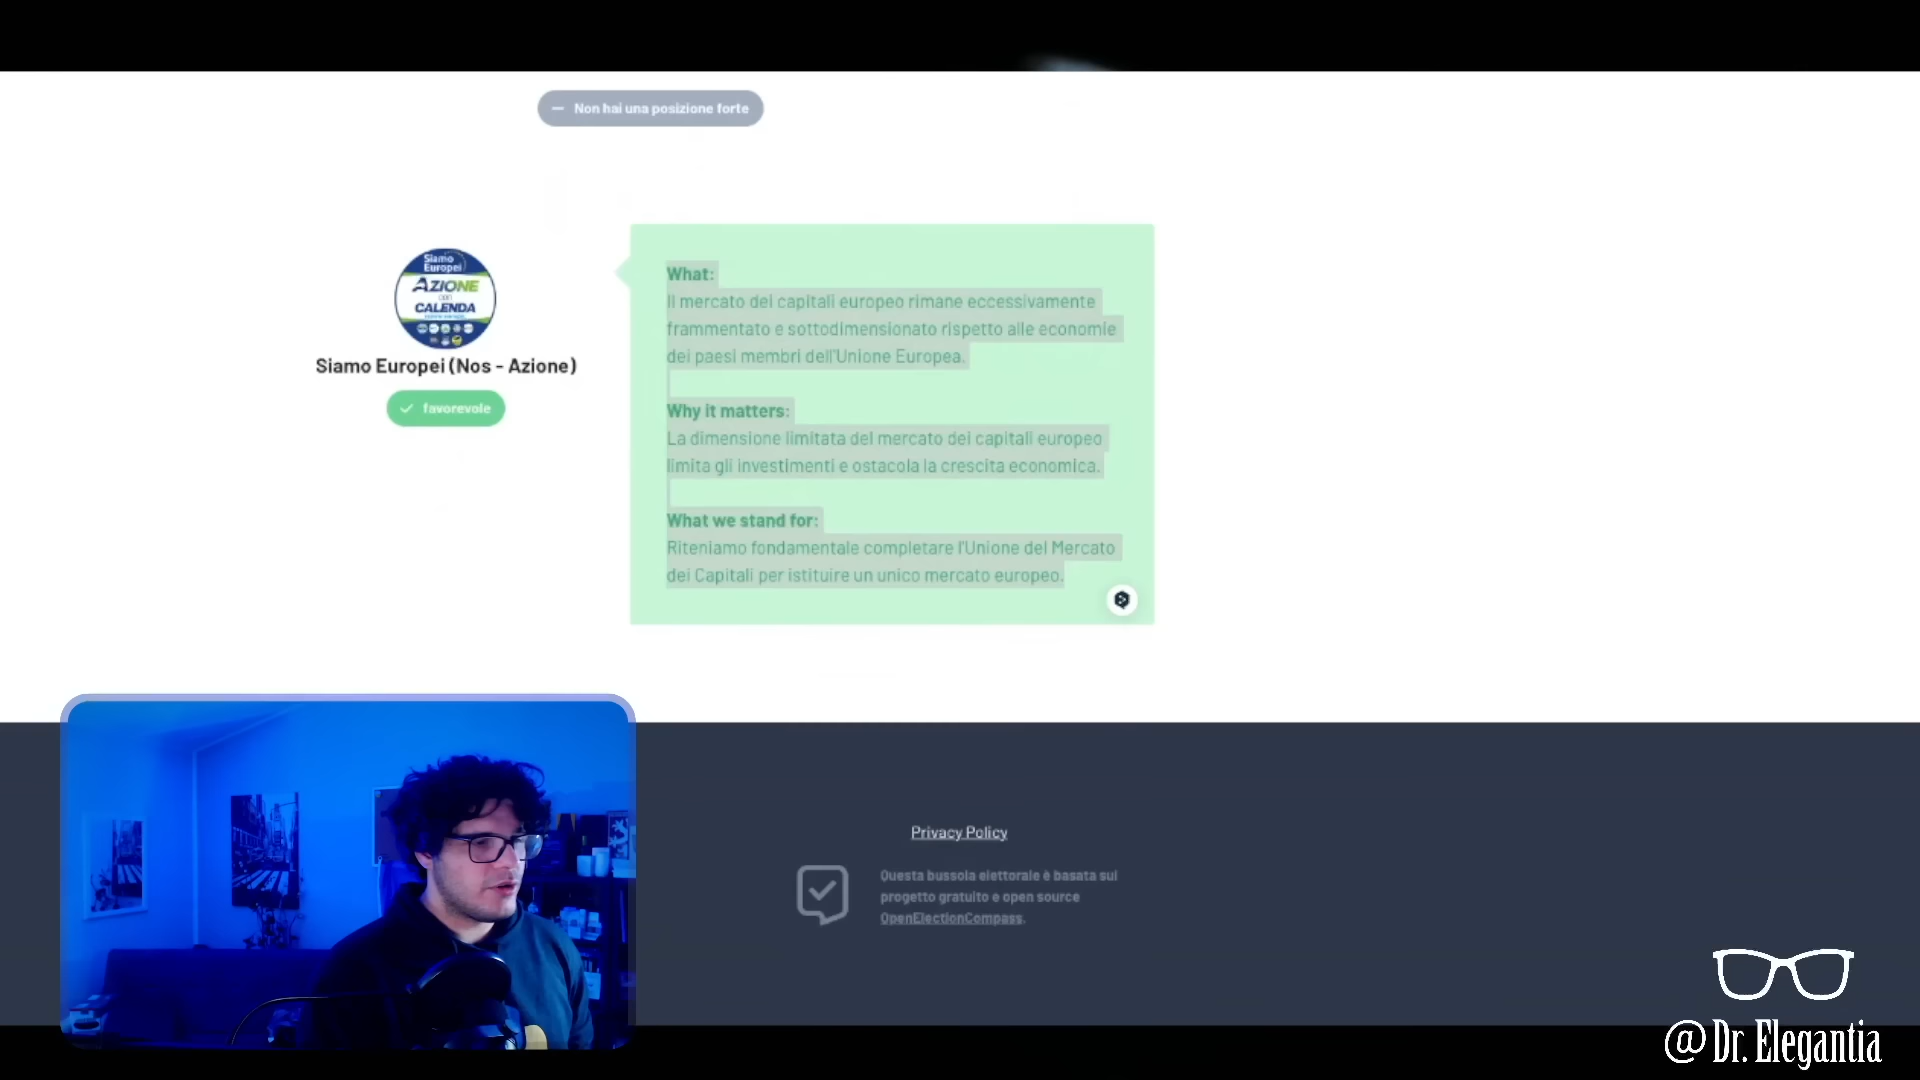 Non hai una posizione forte
Siamo
Europei
AZIONE
con
CALENDA
Siamo Europei (Nos - Azione)
favorevole
What:
Il mercato dei capitali europeo rimane eccessivamente
frammentato e sottodimensionato rispetto alle economie
dei paesi membri dell'Unione Europea.
Why it matters:
La dimensione limitata del mercato dei capitali europeo
limita gli investimenti e ostacola la crescita economica.
What we stand for:
Riteniamo fondamentale completare l'Unione del Mercato
dei Capitali per istituire un unico mercato europeo.
Privacy Policy
Questa bussola elettorale è basata sul
progetto gratuito e open source
OpenElectionCompass.
@Dr. Elegantia